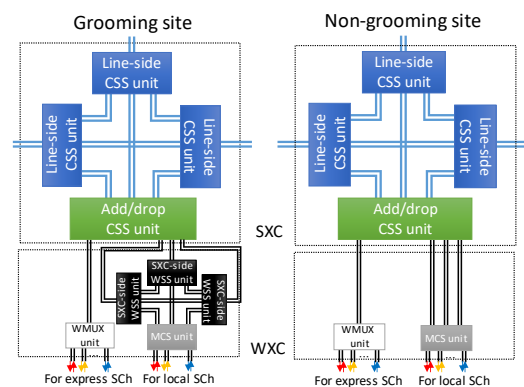 Grooming site
Line-side
CSS unit
Line-side
CSS unit
Line-side
CSS unit
Add/drop
CSS unit
SXC-side
WSS unit
SXC-side
WSS unit
SXC-side
WSS unit
WMUX unit
...
MCS unit
...
For express SCh
For local SCh
SXC
WXC
Non-grooming site
Line-side
CSS unit
Line-side
CSS unit
Line-side
CSS unit
Add/drop
CSS unit
WMUX
unit
...
MCS unit
...
For express SCh
For local SCh